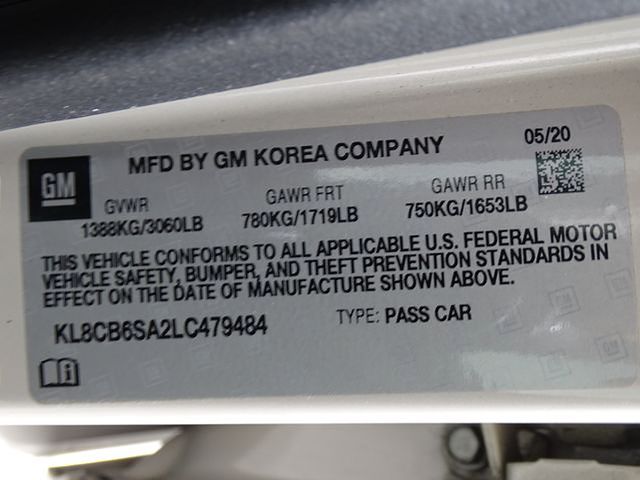 GM
MFD BY GM KOREA COMPANY
05/20
GVWR
1388KG/3060LB
GAWR FRT
780KG/1719LB
GAWR RR
750KG/1653LB
THIS VEHICLE CONFORMS TO ALL APPLICABLE U.S. FEDERAL MOTOR
VEHICLE SAFETY, BUMPER, AND THEFT PREVENTION STANDARDS IN
EFFECT ON THE DATE OF MANUFACTURE SHOWN ABOVE.
KL8CB6SA2LC479484
TYPE: PASS CAR